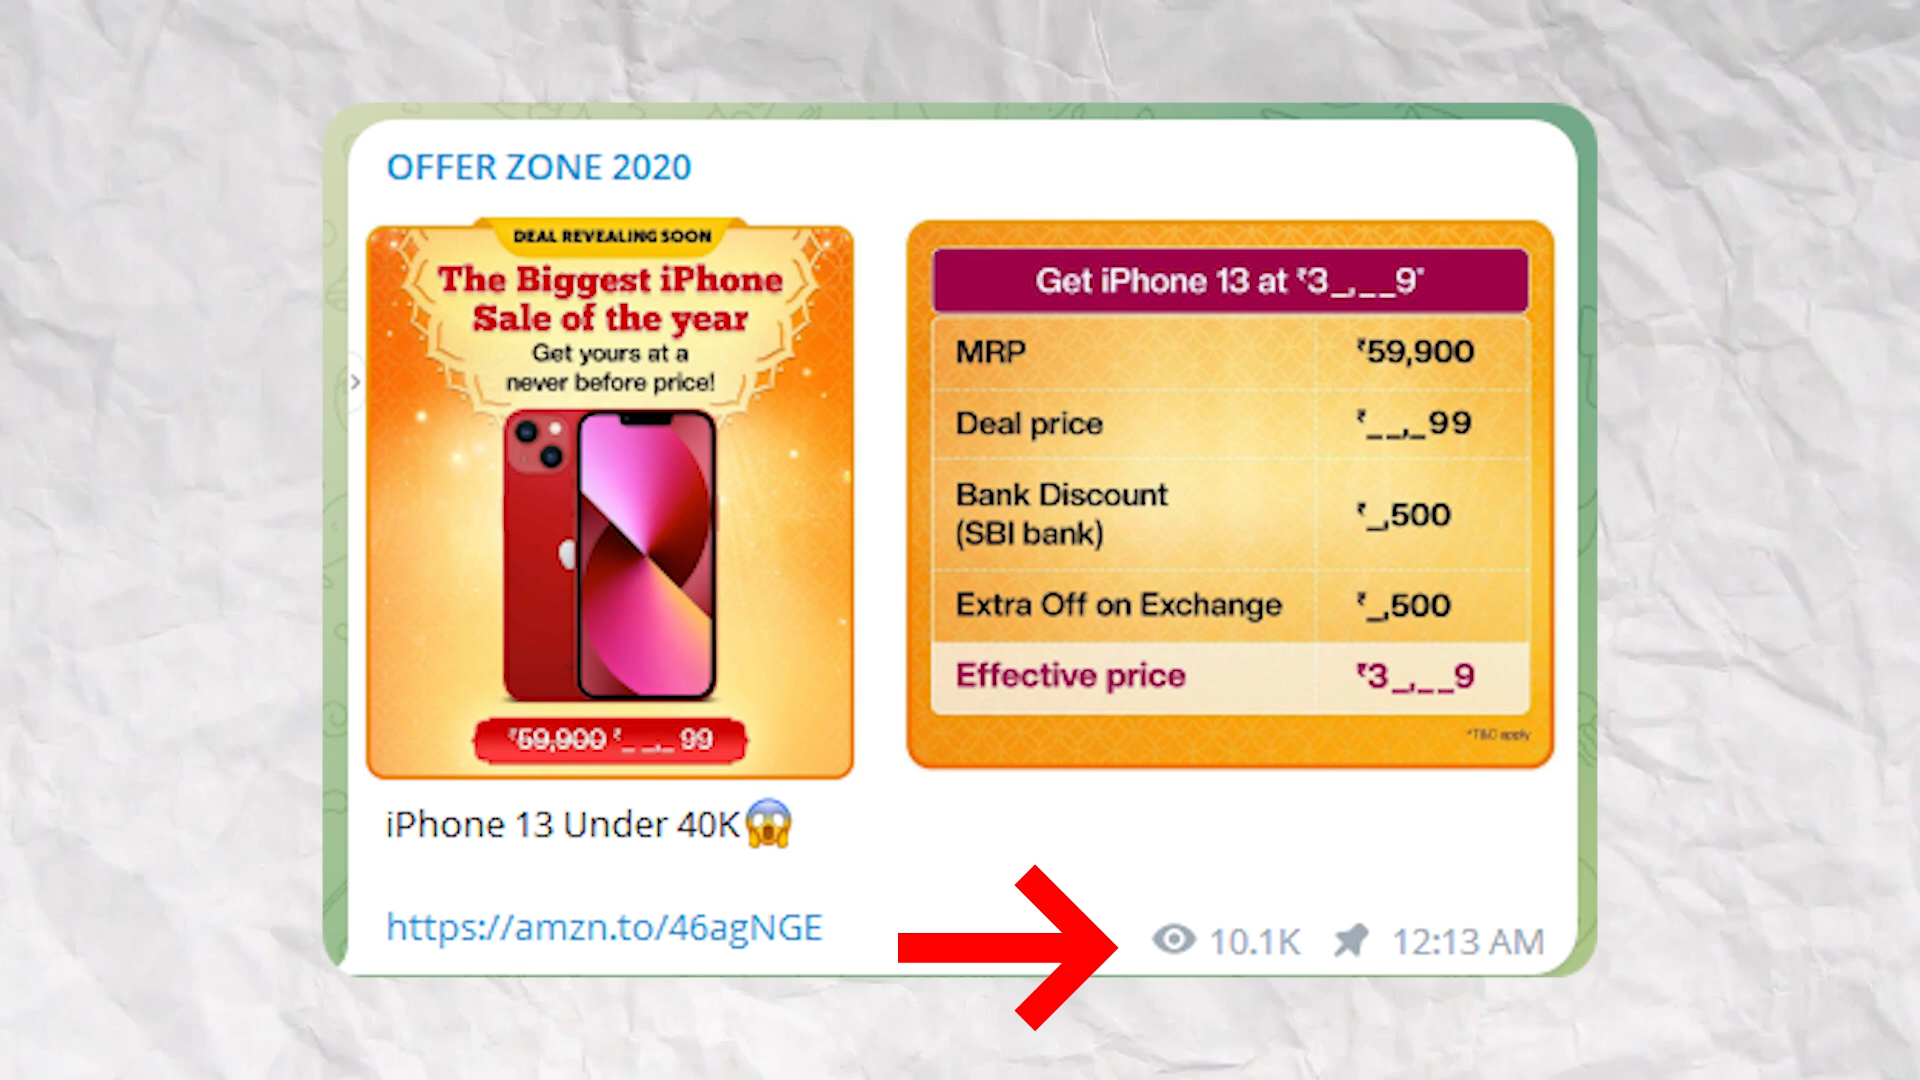 OFFER ZONE 2020
DEAL REVEALING SOON
The Biggest iPhone
Sale of the year
Get yours at a
never before price!
₹59,900 ₹_ _,_ 99
Get iPhone 13 at ₹3_,_ _9*
MRP ₹59,900
Deal price ₹_ _,_99
Bank Discount
(SBI bank) ₹_,500
Extra Off on Exchange ₹_,500
Effective price ₹3_,_ _9
*T&C apply
iPhone 13 Under 40K😱
https://amzn.to/46agNGE
10.1K 12:13 AM